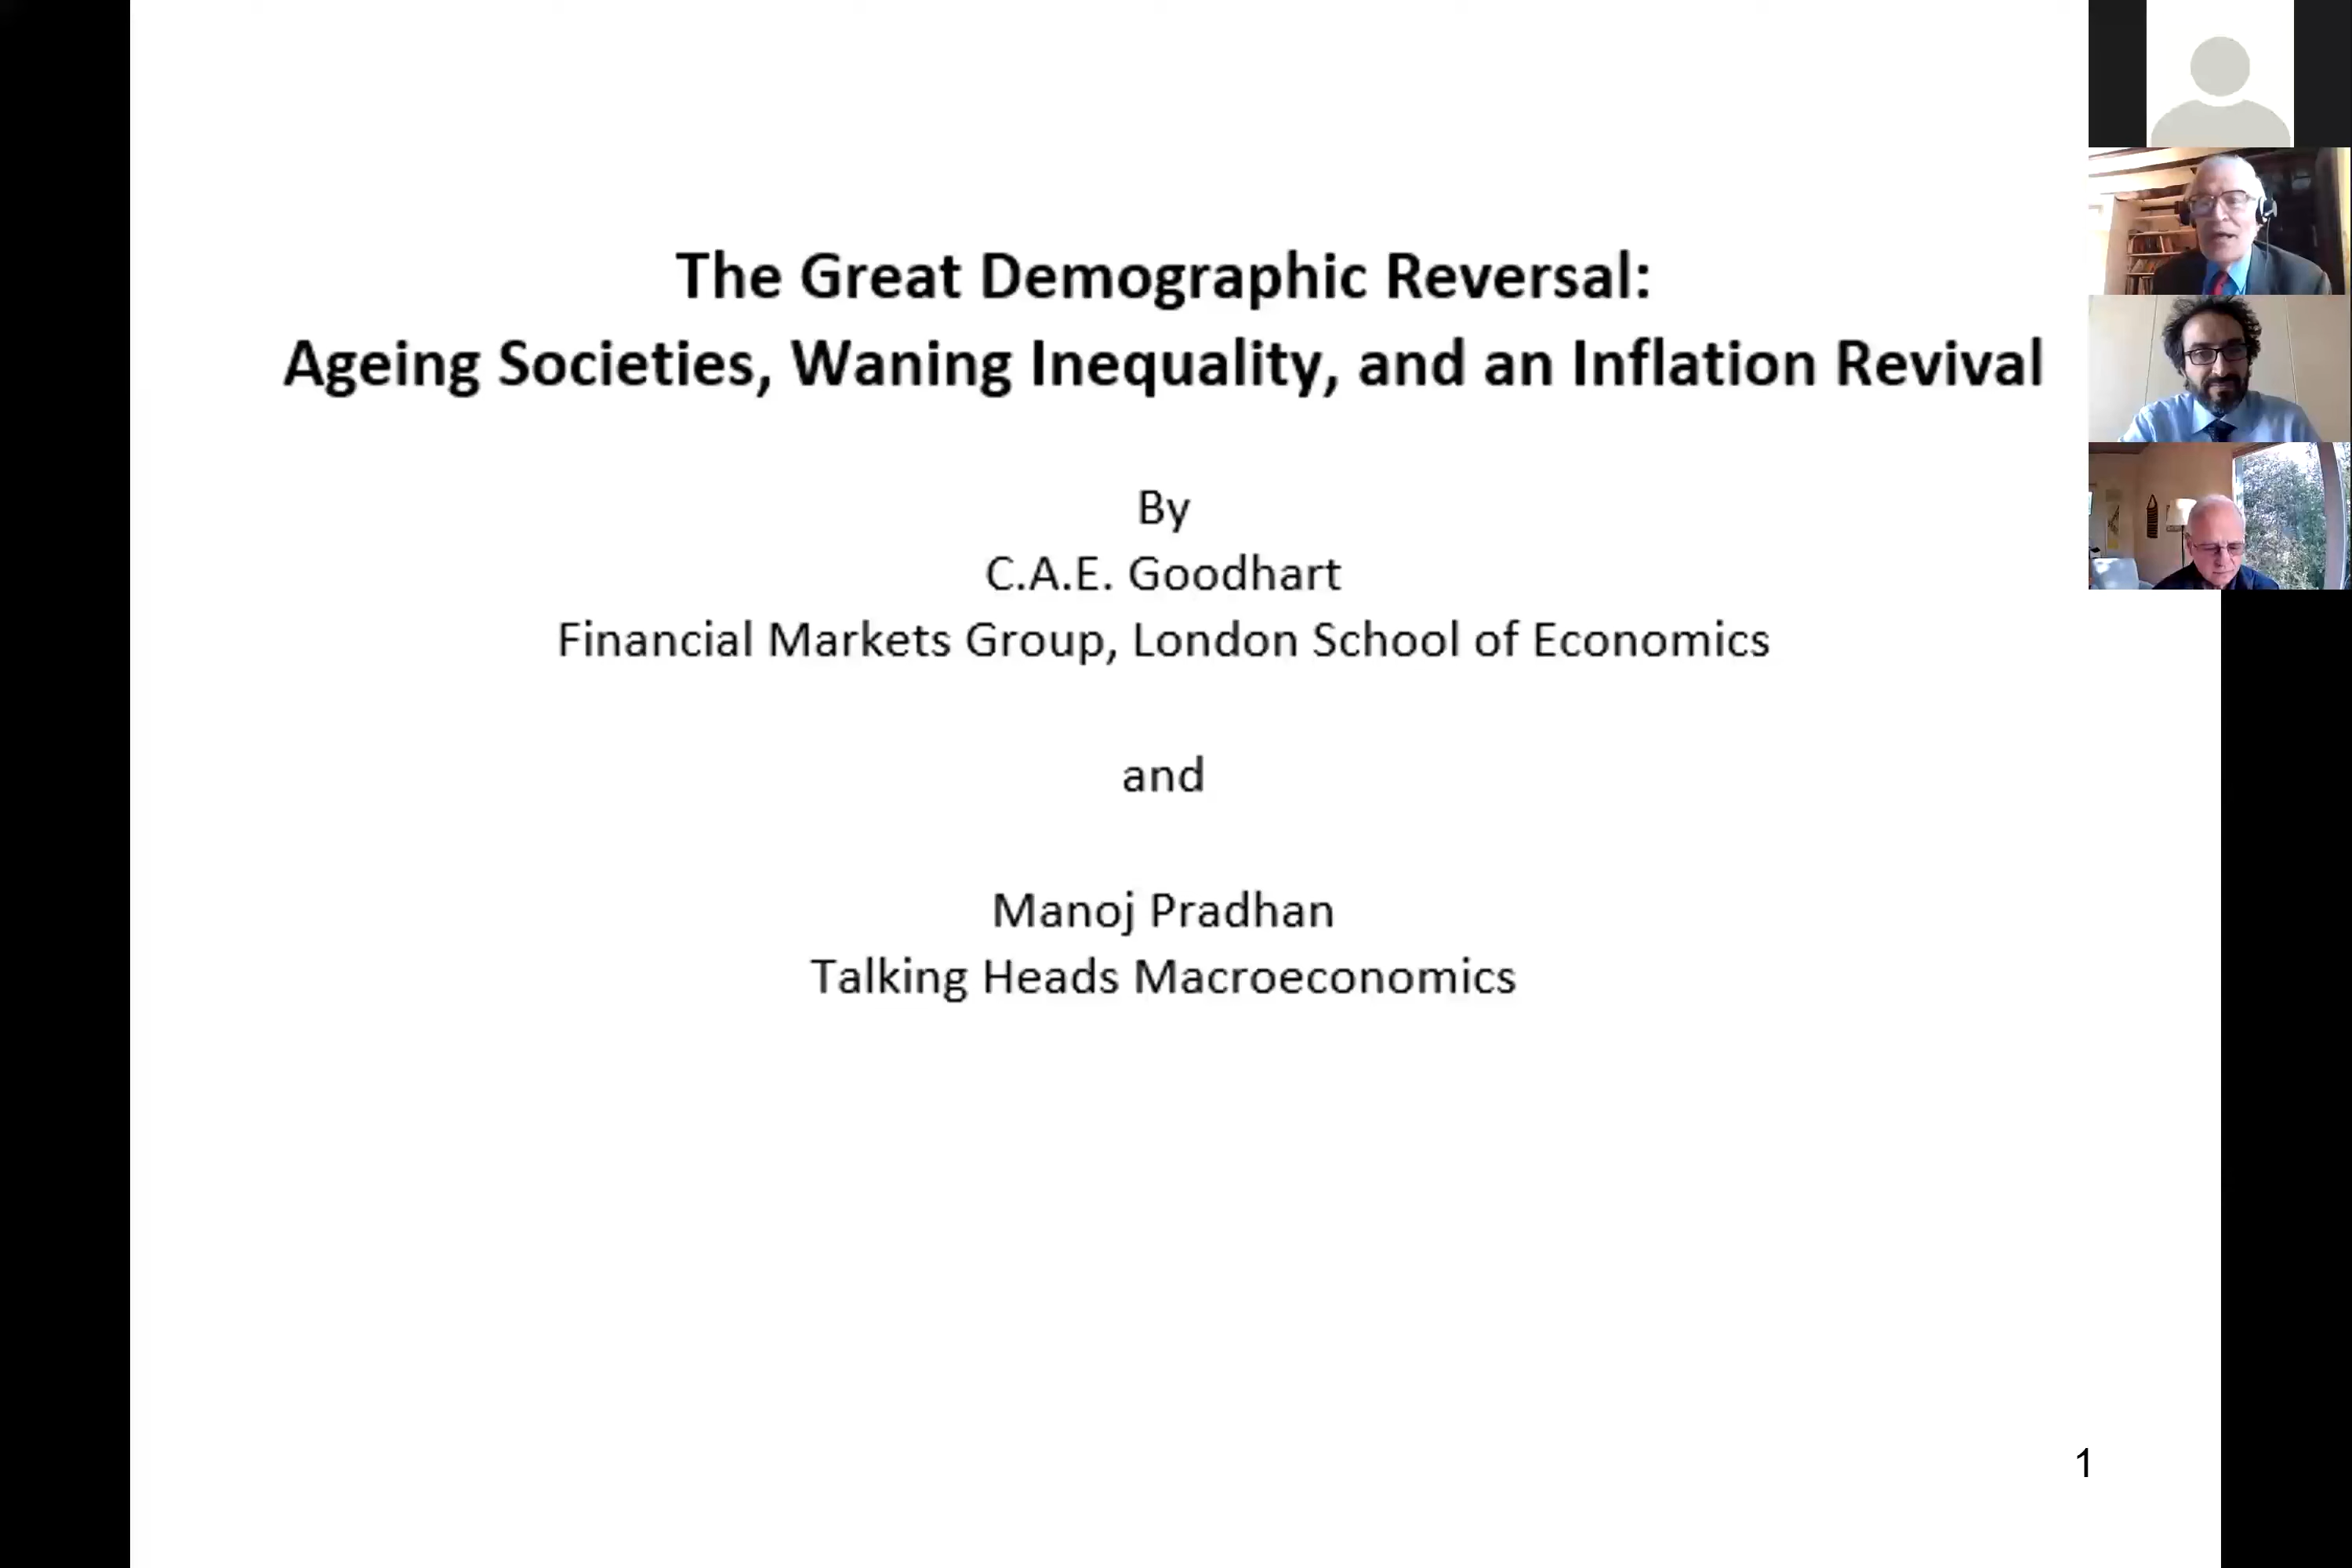 The Great Demographic Reversal:
Ageing Societies, Waning Inequality, and an Inflation Revival
By
C.A.E. Goodhart
Financial Markets Group, London School of Economics
and
Manoj Pradhan
Talking Heads Macroeconomics
1